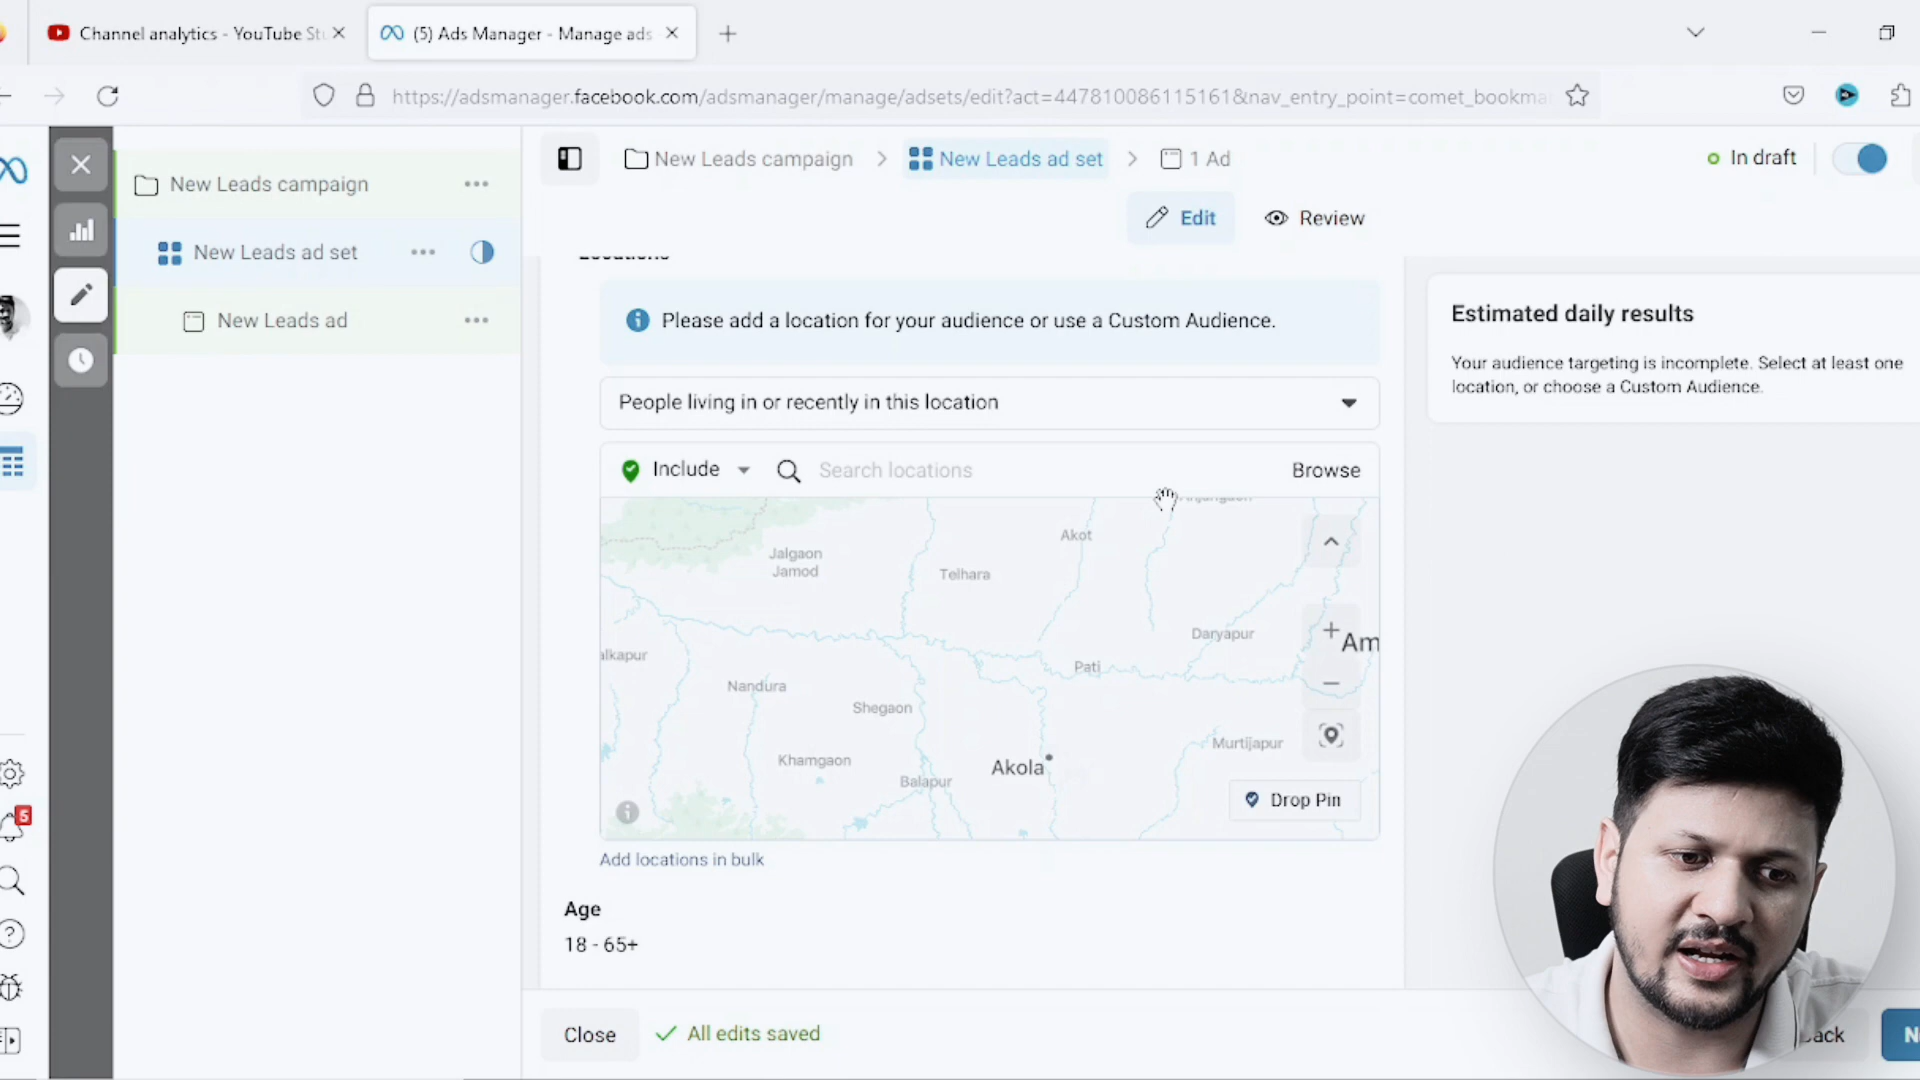 Channel analytics - YouTube Stu
(5) Ads Manager - Manage ads
https://adsmanager.facebook.com/adsmanager/manage/adsets/edit?act=447810086115161&nav_entry_point=comet_bookma
New Leads campaign
New Leads ad set
New Leads ad
New Leads campaign
New Leads ad set
1 Ad
In draft
Edit
Review
Locations
Please add a location for your audience or use a Custom Audience.
Estimated daily results
Your audience targeting is incomplete. Select at least one
location, or choose a Custom Audience.
People living in or recently in this location
Include
Search locations
Browse
Akot
Jalgaon
Jamod
Telhara
Daryapur
Am
alkapur
Pati
Nandura
Shegaon
Murtijapur
Khamgaon
Akola
Balapur
Drop Pin
Add locations in bulk
Age
18 - 65+
5
Close
All edits saved
ack
N